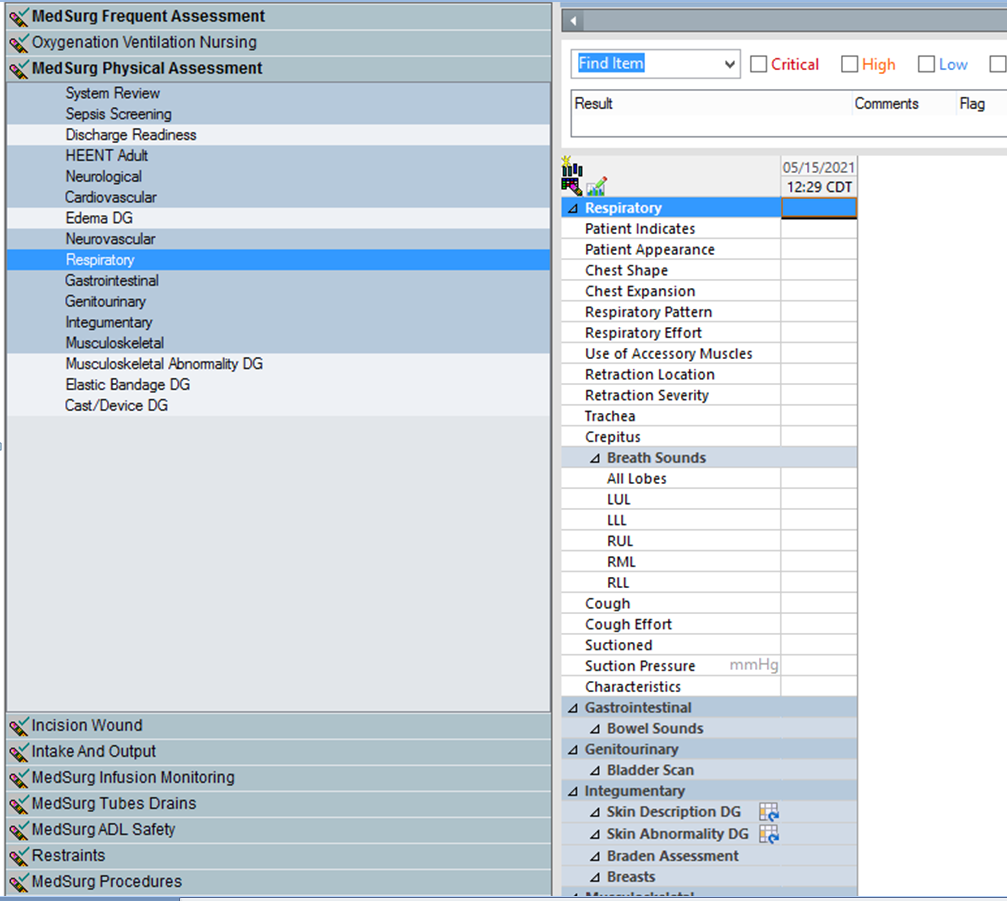 MedSurg Frequent Assessment
Oxygenation Ventilation Nursing
MedSurg Physical Assessment
System Review
Sepsis Screening
Discharge Readiness
HEENT Adult
Neurological
Cardiovascular
Edema DG
Neurovascular
Respiratory
Gastrointestinal
Genitourinary
Integumentary
Musculoskeletal
Musculoskeletal Abnormality DG
Elastic Bandage DG
Cast/Device DG
Incision Wound
Intake And Output
MedSurg Infusion Monitoring
MedSurg Tubes Drains
MedSurg ADL Safety
Restraints
MedSurg Procedures
Find Item Critical High Low
Result Comments Flag
05/15/2021
12:29 CDT
Respiratory
Patient Indicates
Patient Appearance
Chest Shape
Chest Expansion
Respiratory Pattern
Respiratory Effort
Use of Accessory Muscles
Retraction Location
Retraction Severity
Trachea
Crepitus
Breath Sounds
All Lobes
LUL
LLL
RUL
RML
RLL
Cough
Cough Effort
Suctioned
Suction Pressure mmHg
Characteristics
Gastrointestinal
Bowel Sounds
Genitourinary
Bladder Scan
Integumentary
Skin Description DG
Skin Abnormality DG
Braden Assessment
Breasts